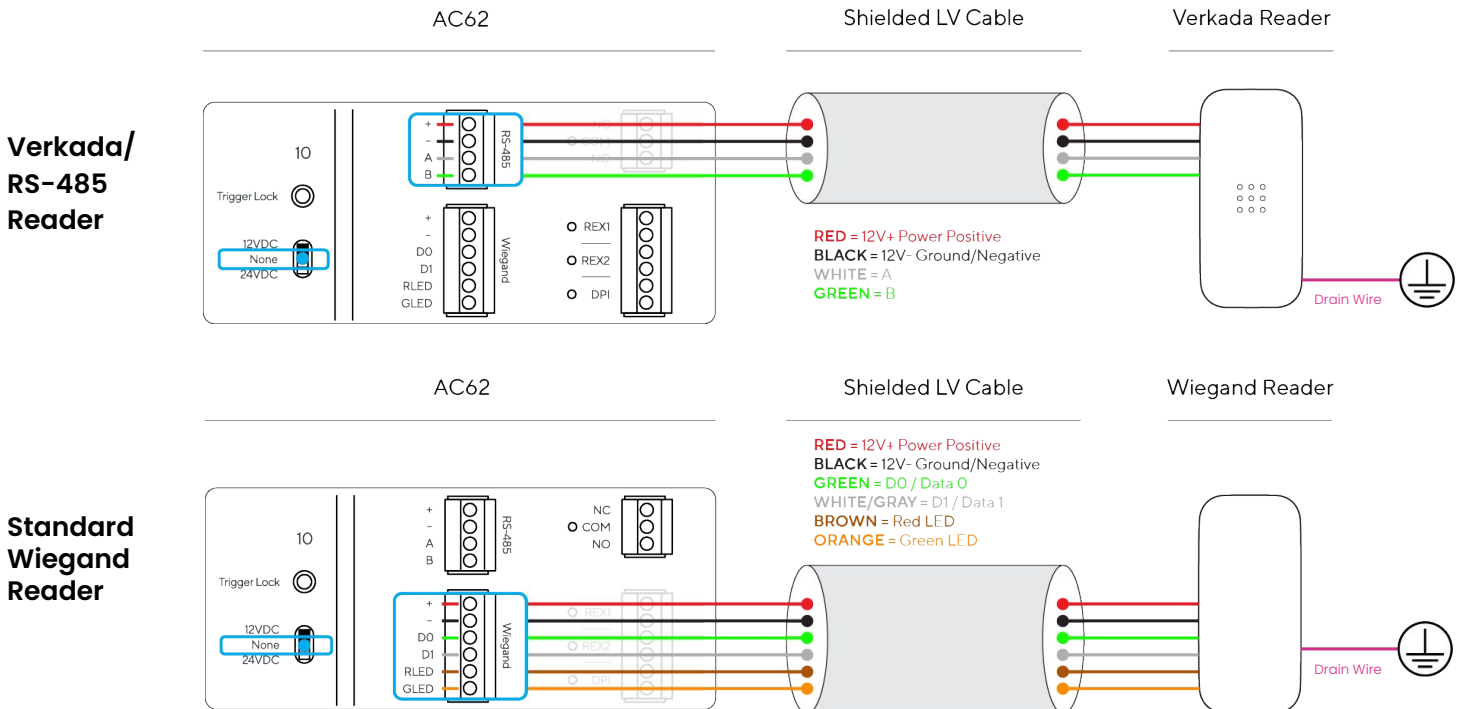 AC62
Shielded LV Cable
Verkada Reader
Verkada/
RS-485
Reader
10
Trigger Lock
12VDC
None
24VDC
+
-
A
B
RS-485
NC
COM
NO
+
-
D0
D1
RLED
GLED
Wiegand
REX1
REX2
DPI
RED = 12V+ Power Positive
BLACK = 12V- Ground/Negative
WHITE = A
GREEN = B
Drain Wire
AC62
Shielded LV Cable
Wiegand Reader
Standard
Wiegand
Reader
10
Trigger Lock
12VDC
None
24VDC
+
-
A
B
RS-485
NC
COM
NO
+
-
D0
D1
RLED
GLED
Wiegand
REX1
REX2
DPI
RED = 12V+ Power Positive
BLACK = 12V- Ground/Negative
GREEN = D0 / Data 0
WHITE/GRAY = D1 / Data 1
BROWN = Red LED
ORANGE = Green LED
Drain Wire